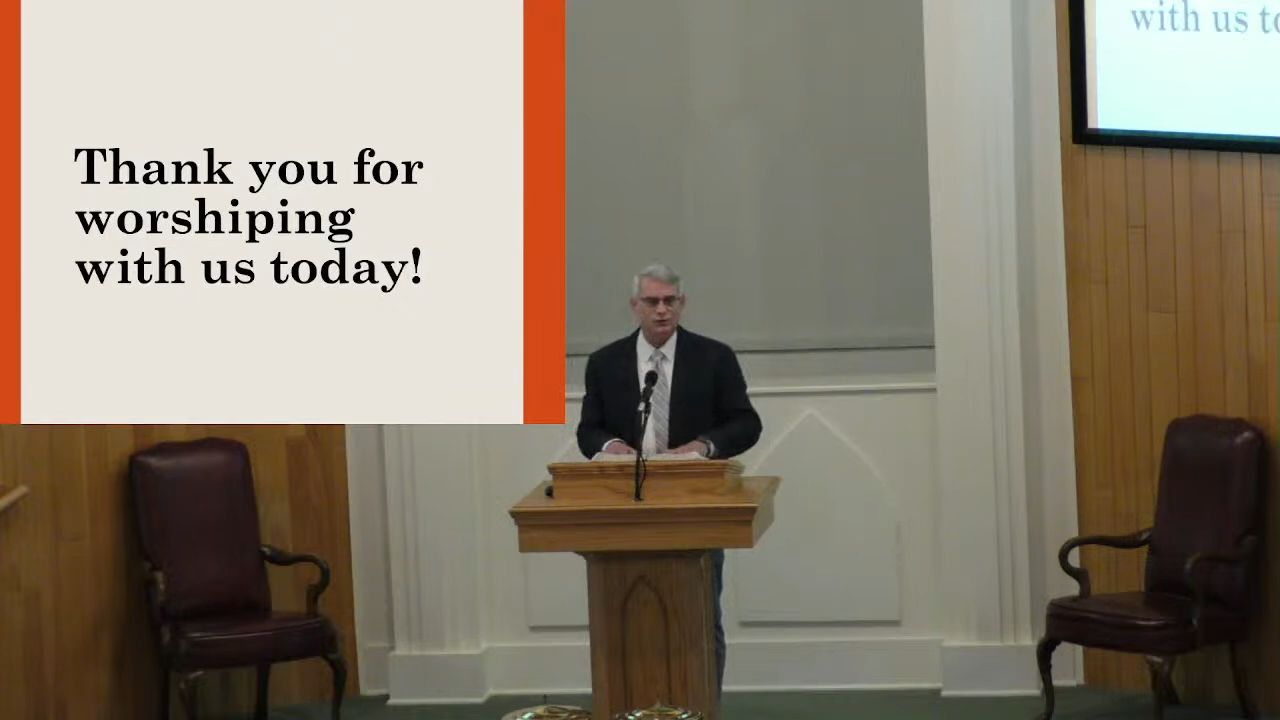 Thank you for
worshiping
with us today!
with us to